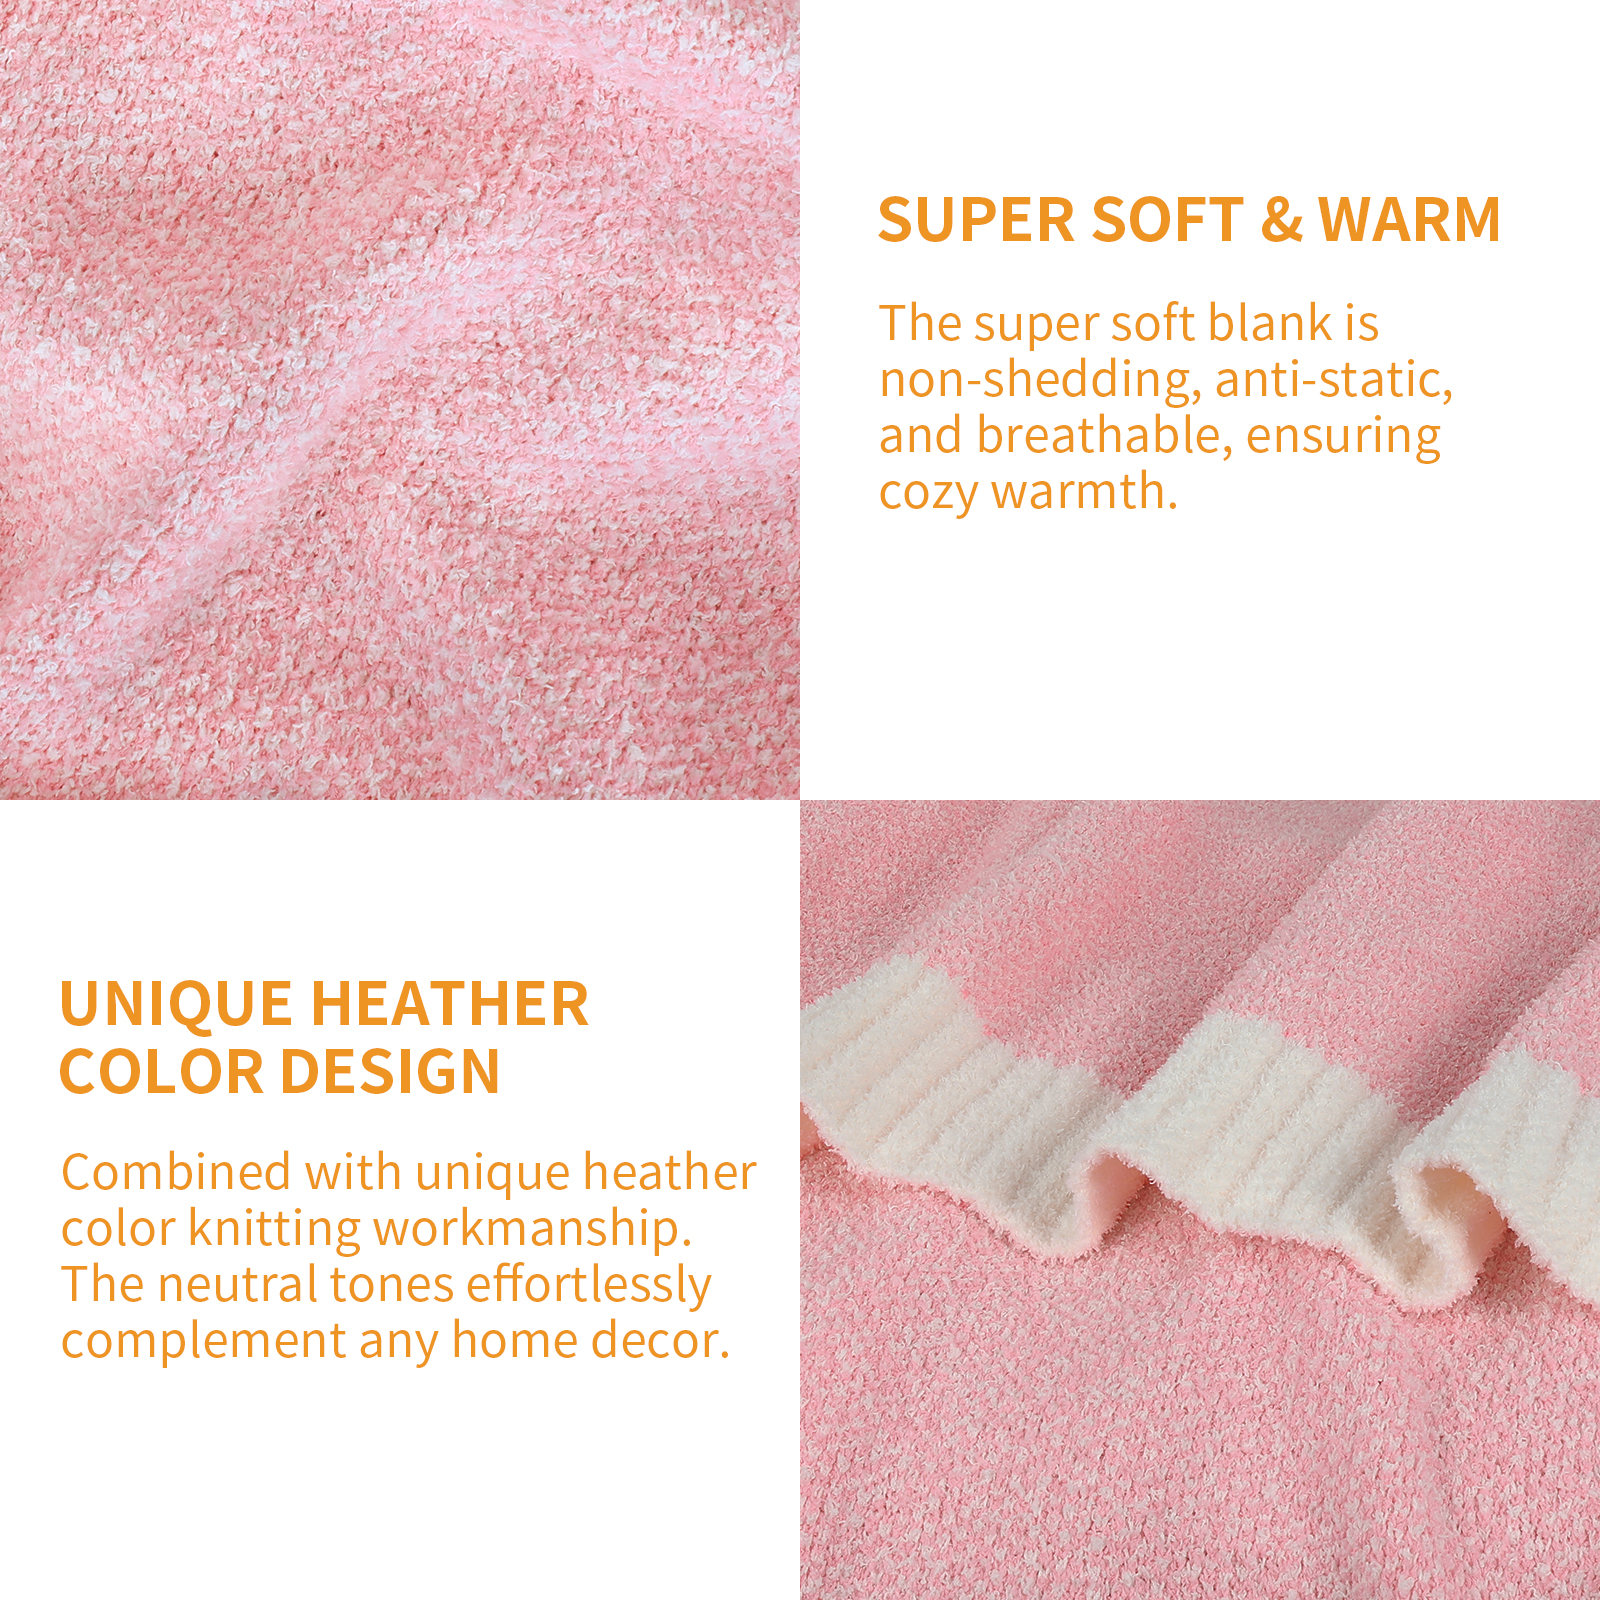 SUPER SOFT & WARM
The super soft blank is
non-shedding, anti-static,
and breathable, ensuring
cozy warmth.
UNIQUE HEATHER
COLOR DESIGN
Combined with unique heather
color knitting workmanship.
The neutral tones effortlessly
complement any home decor.